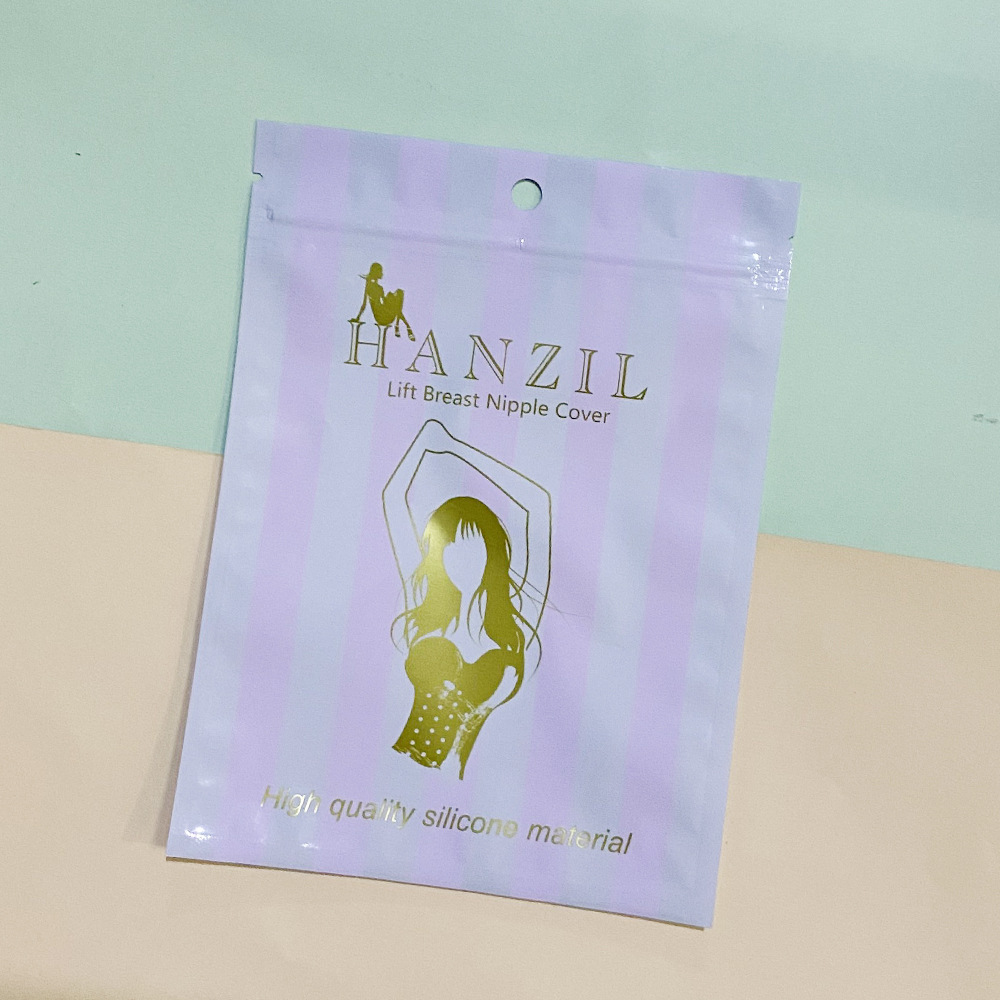 HANZIL
Lift Breast Nipple Cover
High quality silicone material